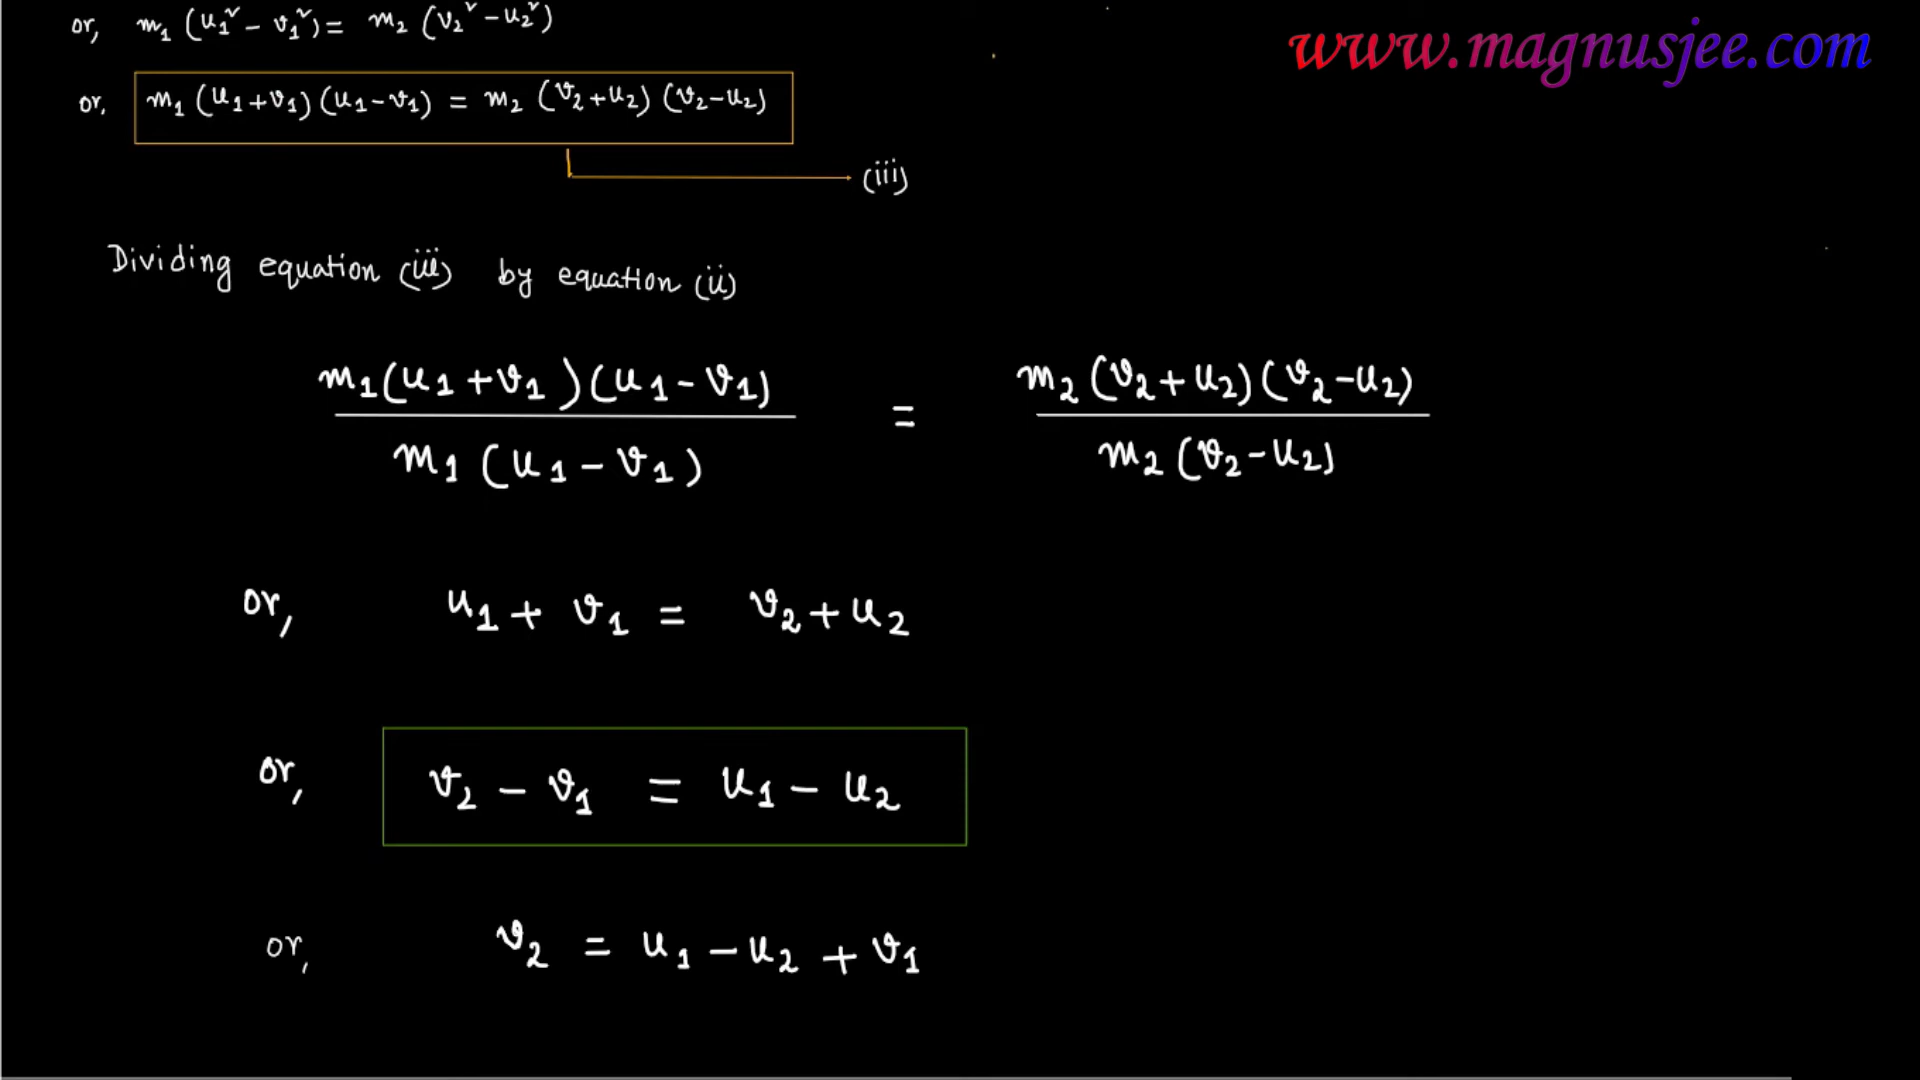 or, m₁ (u₁² − v₁²) = m₂ (v₂² − u₂²)
www.magnusjee.com
or, m₁ (u₁+v₁) (u₁−v₁) = m₂ (v₂+u₂) (v₂−u₂)
(iii)
Dividing equation (iii) by equation (ii)
m₁(u₁+v₁)(u₁−v₁) / m₁(u₁−v₁) = m₂(v₂+u₂)(v₂−u₂) / m₂(v₂−u₂)
or, u₁ + v₁ = v₂ + u₂
or, v₂ − v₁ = u₁ − u₂
or, v₂ = u₁ − u₂ + v₁